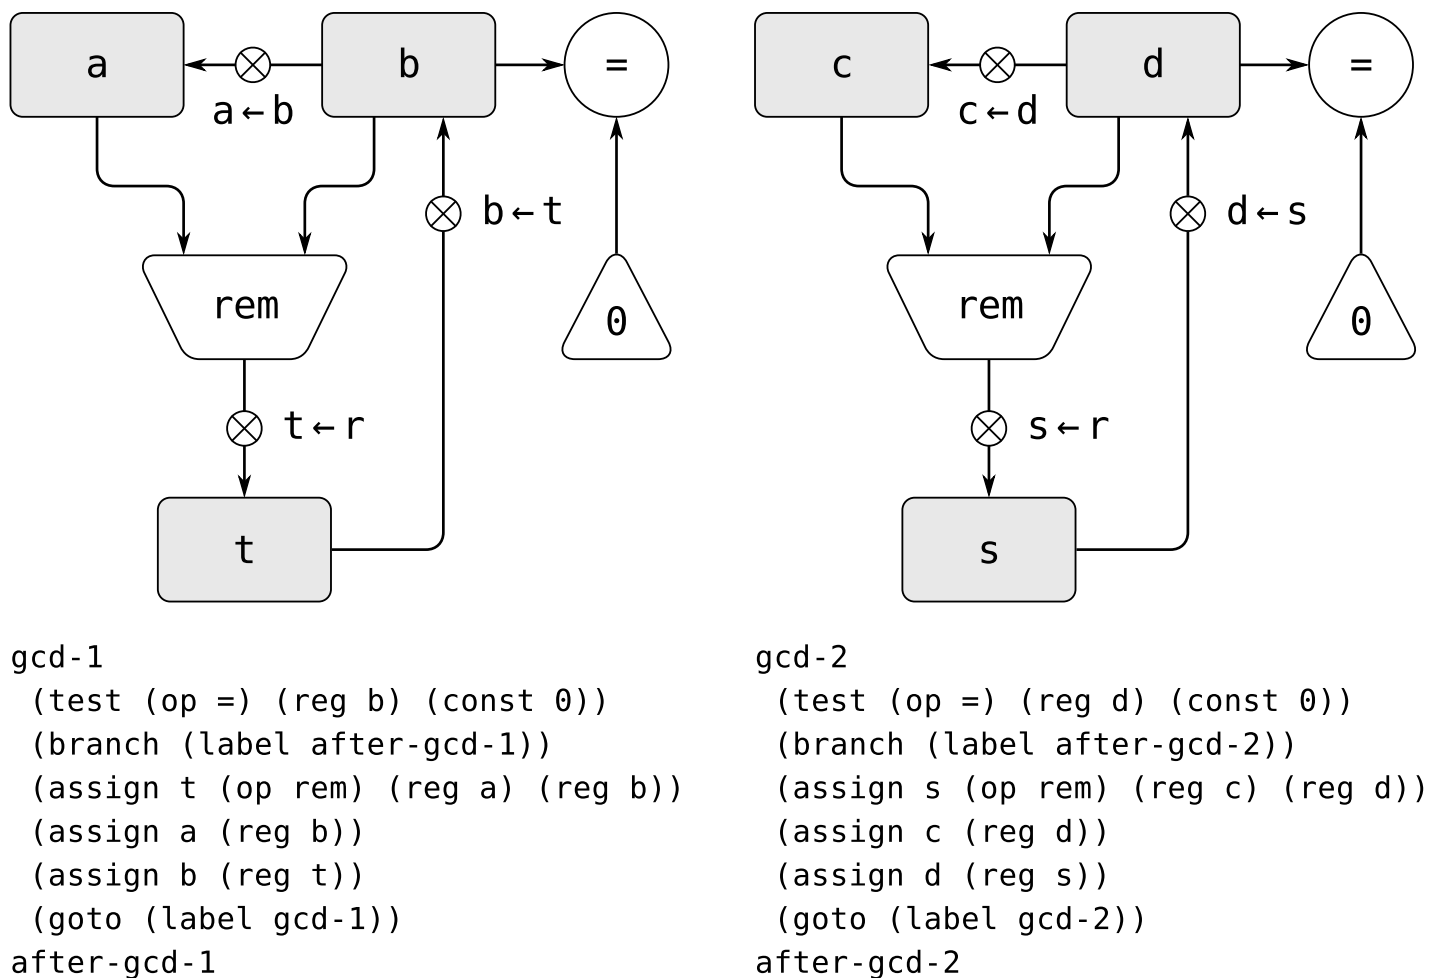 a
b
=
a←b
b←t
rem
0
t←r
t
c
d
=
c←d
d←s
rem
0
s←r
s
gcd-1
(test (op =) (reg b) (const 0))
(branch (label after-gcd-1))
(assign t (op rem) (reg a) (reg b))
(assign a (reg b))
(assign b (reg t))
(goto (label gcd-1))
after-gcd-1
gcd-2
(test (op =) (reg d) (const 0))
(branch (label after-gcd-2))
(assign s (op rem) (reg c) (reg d))
(assign c (reg d))
(assign d (reg s))
(goto (label gcd-2))
after-gcd-2